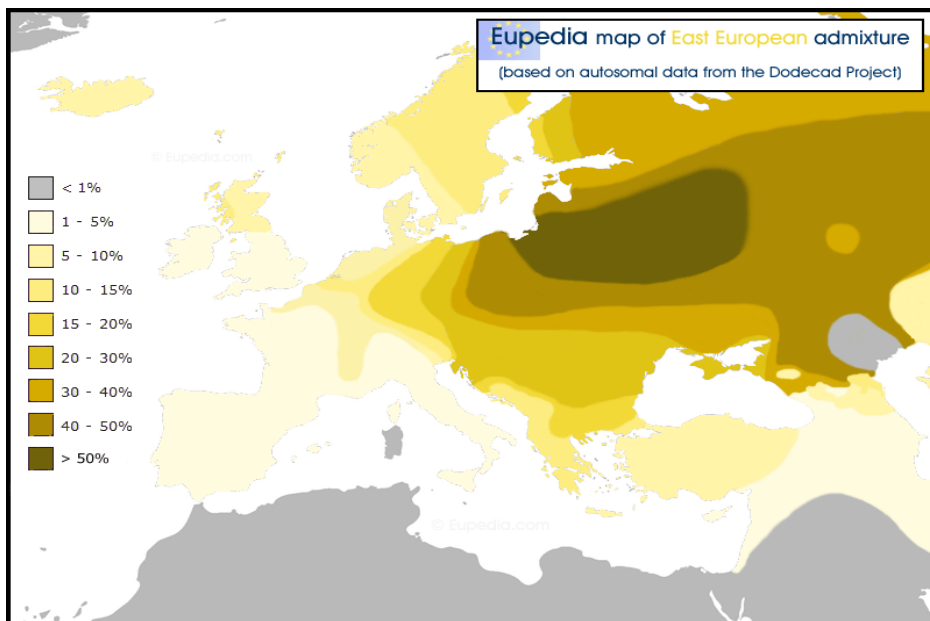 Eupedia map of East European admixture
(based on autosomal data from the Dodecad Project)
© Eupedia.com
< 1%
1 - 5%
5 - 10%
10 - 15%
15 - 20%
20 - 30%
30 - 40%
40 - 50%
> 50%
© Eupedia.com